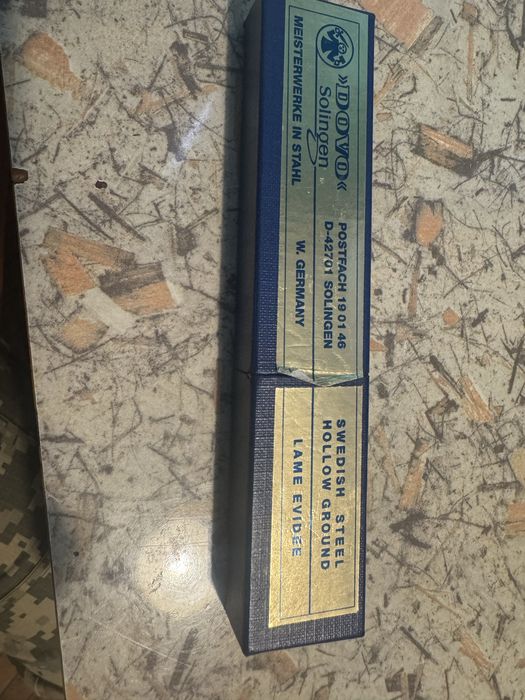 »DOVO«
Solingen
MEISTERWERKE IN STAHL
POSTFACH 19 01 46
D-42701 SOLINGEN
W. GERMANY
SWEDISH STEEL
HOLLOW GROUND
LAME EVIDEE